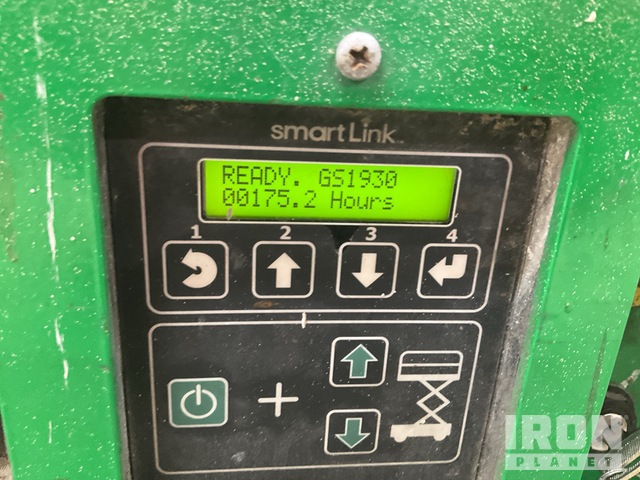 smartLink
READY. GS1930
00175.2 Hours
1 2 3 4
IRON
PLANET